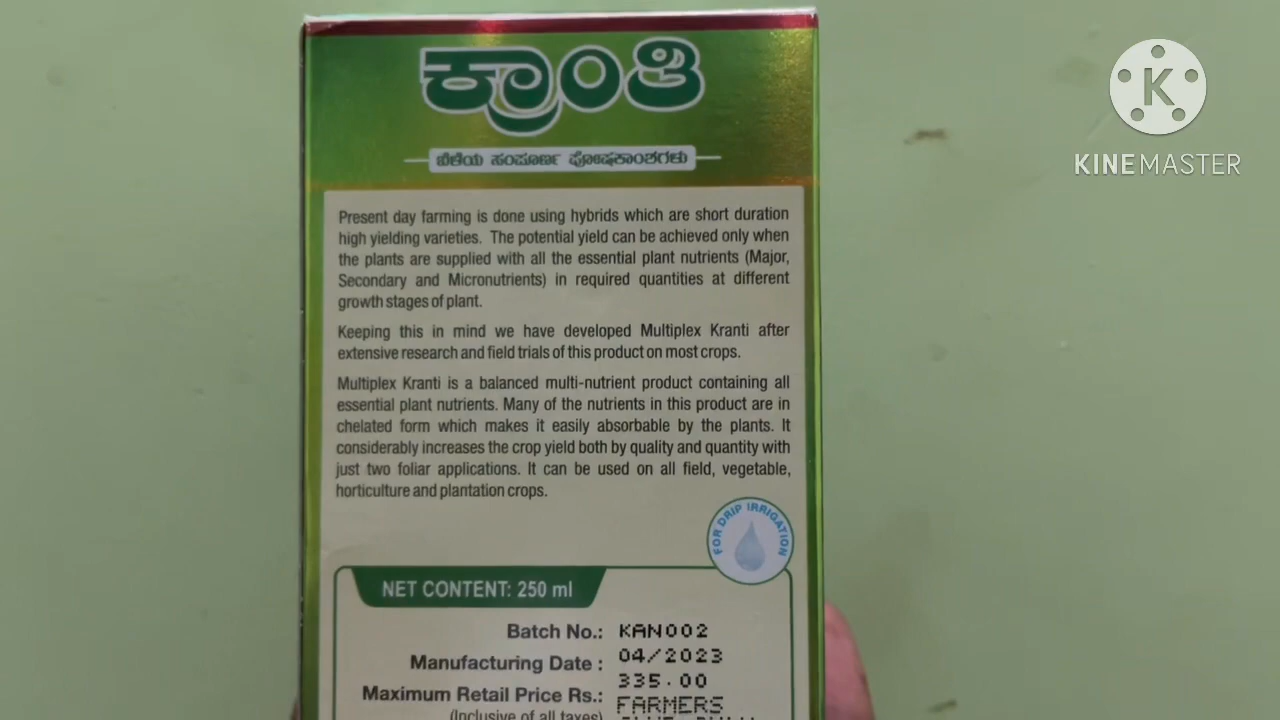 ಕ್ರಾಂತಿ
ಬೆಳೆಯ ಸಂಪೂರ್ಣ ಪೋಷಕಾಂಶಗಳು
K
KINEMASTER
Present day farming is done using hybrids which are short duration
high yielding varieties. The potential yield can be achieved only when
the plants are supplied with all the essential plant nutrients (Major,
Secondary and Micronutrients) in required quantities at different
growth stages of plant.
Keeping this in mind we have developed Multiplex Kranti after
extensive research and field trials of this product on most crops.
Multiplex Kranti is a balanced multi-nutrient product containing all
essential plant nutrients. Many of the nutrients in this product are in
chelated form which makes it easily absorbable by the plants. It
considerably increases the crop yield both by quality and quantity with
just two foliar applications. It can be used on all field, vegetable,
horticulture and plantation crops.
FOR DRIP IRRIGATION
NET CONTENT: 250 ml
Batch No.: KAN002
Manufacturing Date : 04/2023
Maximum Retail Price Rs.: 335.00
(Inclusive of all taxes) FARMERS